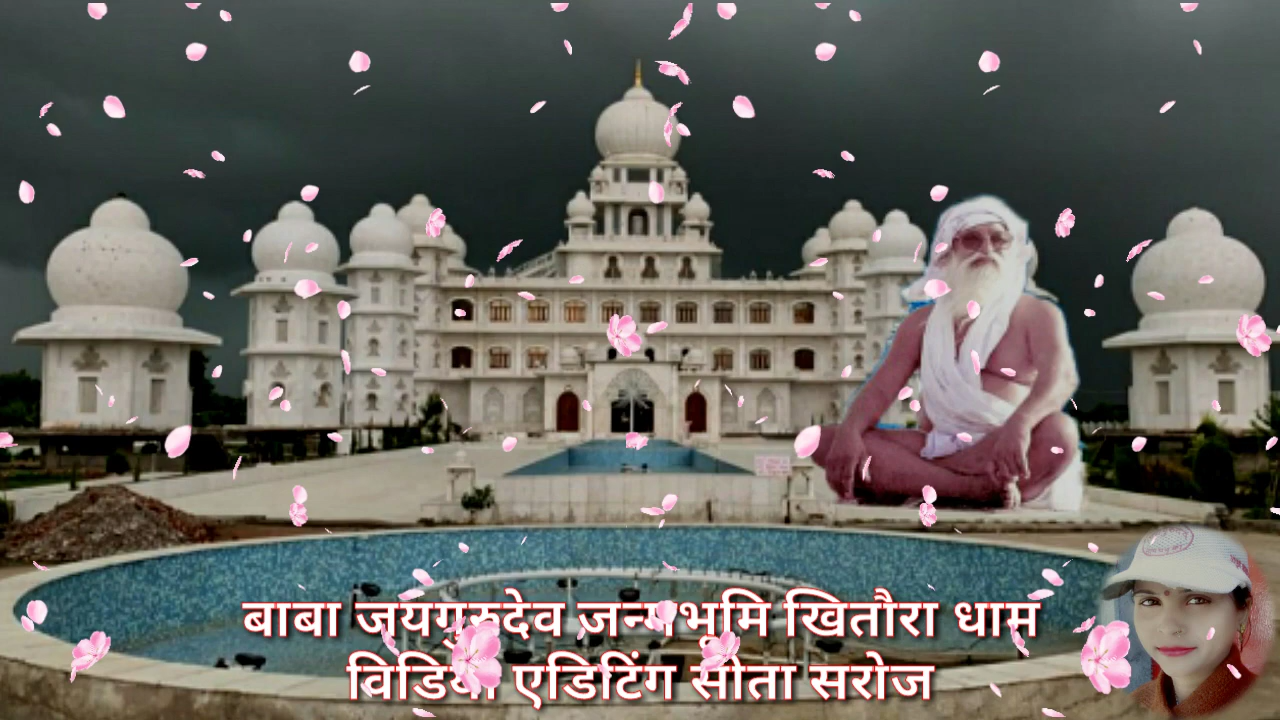 बाबा जयगुरुदेव जन्मभुमि खितौरा धाम
विडियो एडिटिंग सीता सरोज